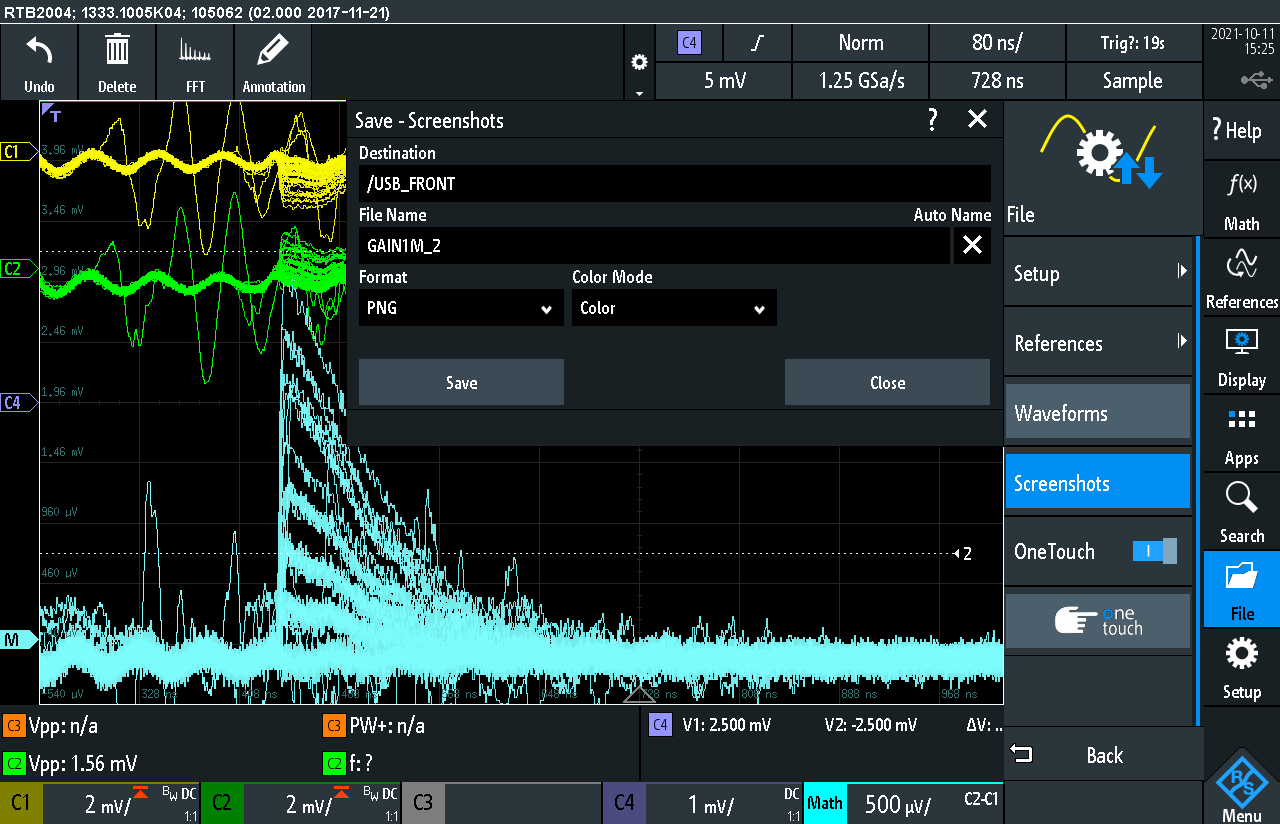 RTB2004; 1333.1005K04; 105062 (02.000 2017-11-21)
Undo
Delete
FFT
Annotation
C4
Norm
80 ns/
Trig?: 19s
5 mV
1.25 GSa/s
728 ns
Sample
2021-10-11
15:25
T
C1
C2
C4
M
3.96 mV
3.46 mV
2.96 mV
2.46 mV
1.96 mV
1.46 mV
960 µV
460 µV
-540 µV
328 ns
408 ns
488 ns
568 ns
648 ns
728 ns
808 ns
888 ns
968 ns
2
Save - Screenshots
?
Destination
/USB_FRONT
File Name
Auto Name
GAIN1M_2
Format
Color Mode
PNG
Color
Save
Close
File
Setup
References
Waveforms
Screenshots
OneTouch
I
one
touch
Back
? Help
f(x)
Math
References
Display
Apps
Search
File
Setup
R&S
Menu
C3 Vpp: n/a
C3 PW+: n/a
C4 V1: 2.500 mV V2: -2.500 mV ΔV: ..
C2 Vpp: 1.56 mV
C2 f: ?
C1 2 mV/ BW DC 1:1
C2 2 mV/ BW DC 1:1
C3
C4 1 mV/ DC 1:1
Math 500 µV/ C2-C1